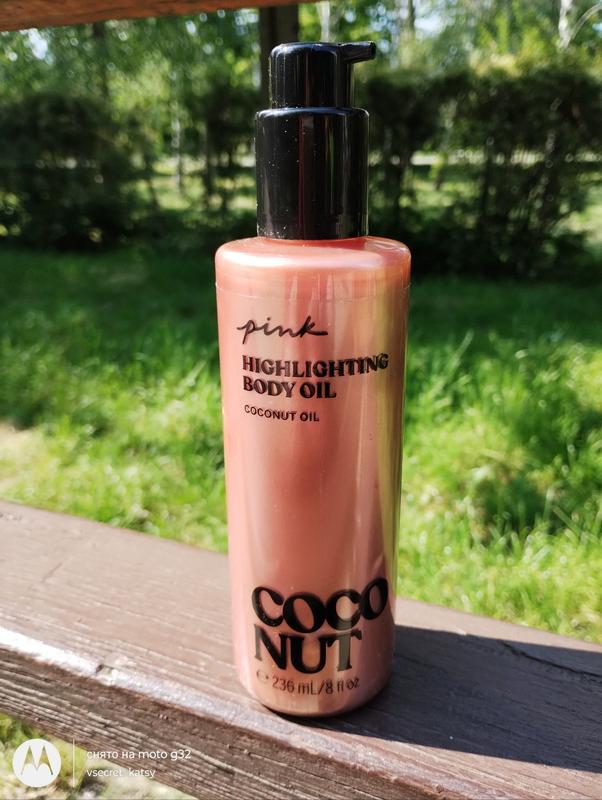 pink
HIGHLIGHTING
BODY OIL
COCONUT OIL
COCO
NUT
℮ 236 mL/8 fl oz
снято на moto g32
vsecret_katsy